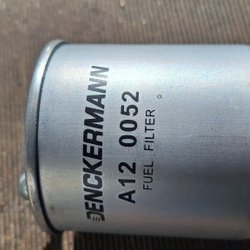 DENCKERMANN
A12 0052
FUEL FILTER